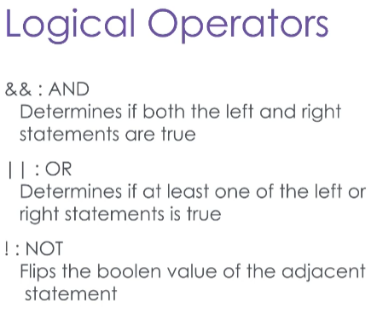 Logical Operators
&& : AND
Determines if both the left and right
statements are true
|| : OR
Determines if at least one of the left or
right statements is true
! : NOT
Flips the boolen value of the adjacent
statement